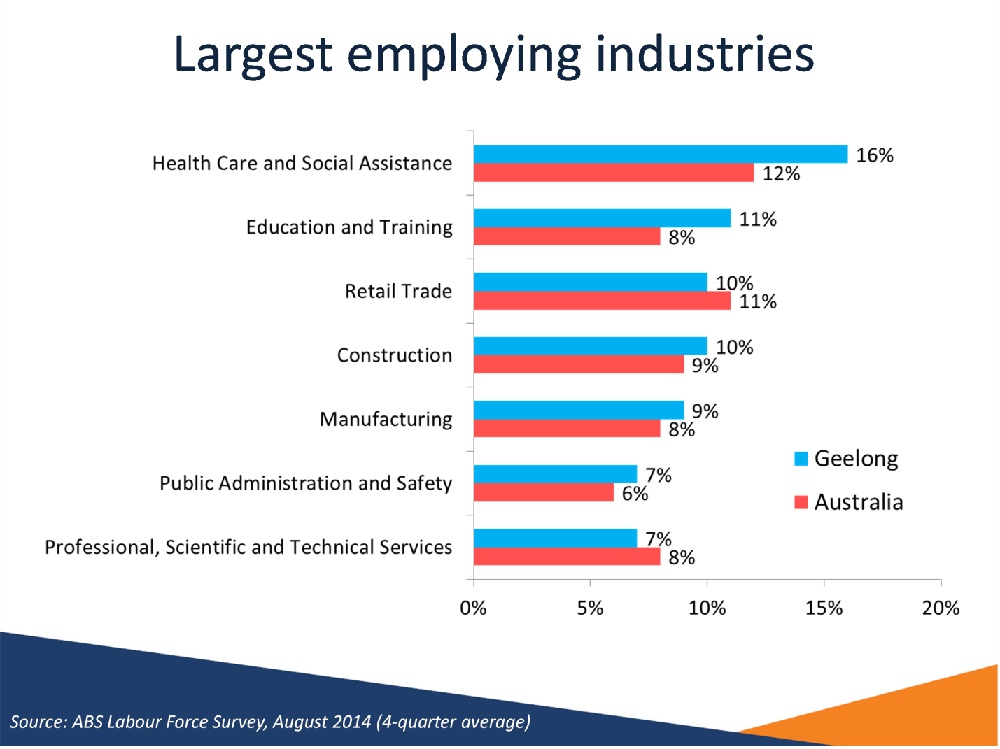 Largest employing industries
Health Care and Social Assistance
16%
12%
Education and Training
11%
8%
Retail Trade
10%
11%
Construction
10%
9%
Manufacturing
9%
8%
Public Administration and Safety
7%
6%
Professional, Scientific and Technical Services
7%
8%
Geelong
Australia
0% 5% 10% 15% 20%
Source: ABS Labour Force Survey, August 2014 (4-quarter average)